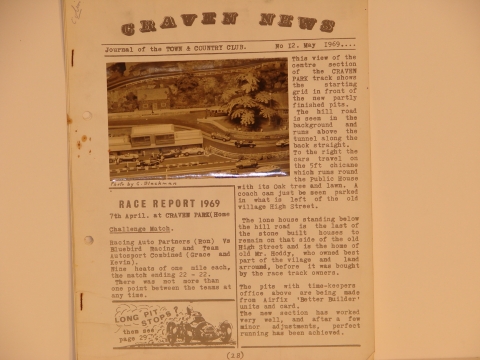 CRAVEN NEWS
Journal of the TOWN & COUNTRY CLUB. No 12. May 1969....
This view of the
centre section
of the CRAVEN
PARK track shows
the starting
grid in front of
the new partly
finished pits.
The hill road
is seen in the
background and
runs above the
tunnel along the
back straight.
To the right the
cars travel on
the 5ft chicane
which runs round
the Public House
with its Oak tree and lawn. A
coach can just be seen parked
in what is left of the old
village High Street.
The lone house standing below
the hill road is the last of
the stone built houses to
remain on that side of the old
High Street and is the home of
old Mr. Hoddy, who owned best
part of the village and land
arround, before it was bought
by the race track owners.
The pits with time-keepers
office above are being made
from Airfix 'Better Builder'
units and card.
The new section has worked
very well, and after a few
minor adjustments, perfect
running has been achieved.
Photo by C. Blackman
RACE REPORT 1969
7th April. at CRAVEN PARK(Home
Challenge Match.
Racing Auto Partners (Ron) Vs
Bluebird Racing and Team
Autosport Combined (Grace and
Kevin).
Nine heats of one mile each,
the match ending 22 - 22.
There was not more than
one point between the teams at
any time.
LONG PIT
STOPS?
then see
page
(28)